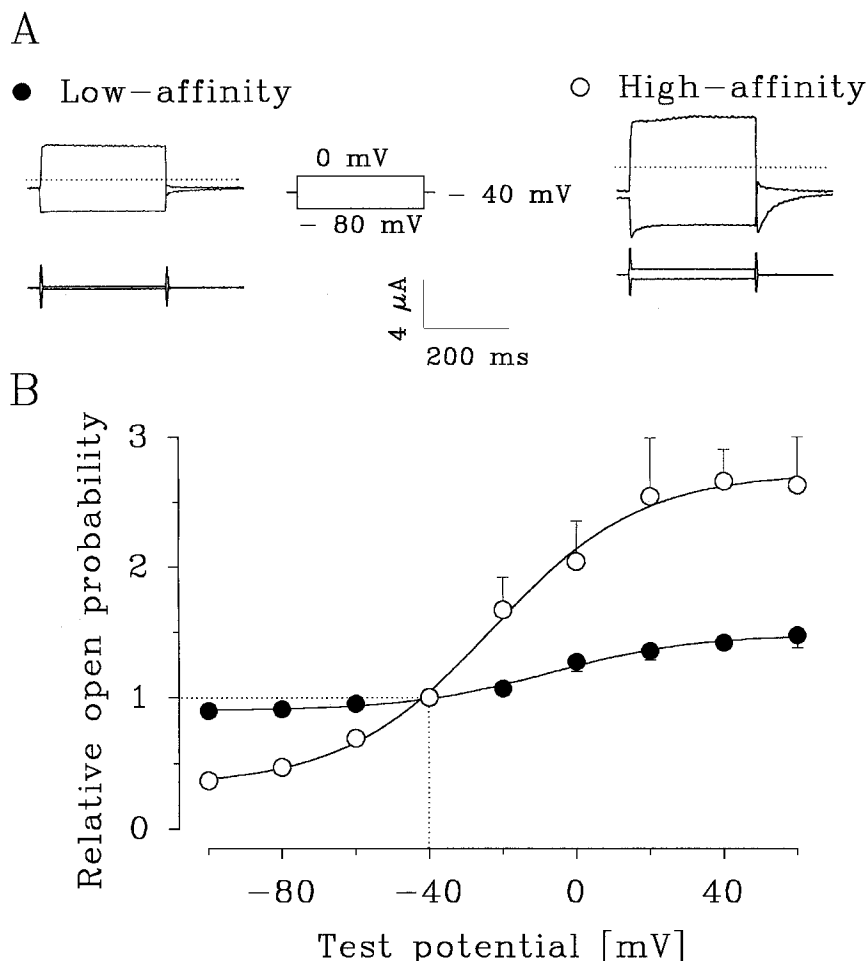 A
● Low–affinity
○ High–affinity
0 mV
– 40 mV
– 80 mV
4 μA
200 ms
B
Relative open probability
3
2
1
0
−80
−40
0
40
Test potential [mV]